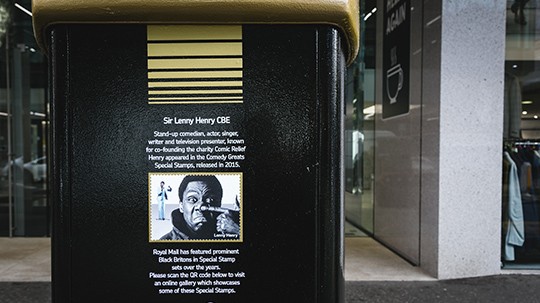 Sir Lenny Henry CBE
Stand-up comedian, actor, singer,
writer and television presenter, known
for co-founding the charity Comic Relief
Henry appeared in the Comedy Greats
Special Stamps, released in 2015.
Lenny Henry
Royal Mail has featured prominent
Black Britons in Special Stamp
sets over the years.
Please scan the QR code below to visit
an online gallery which showcases
some of these Special Stamps.
AGAIN